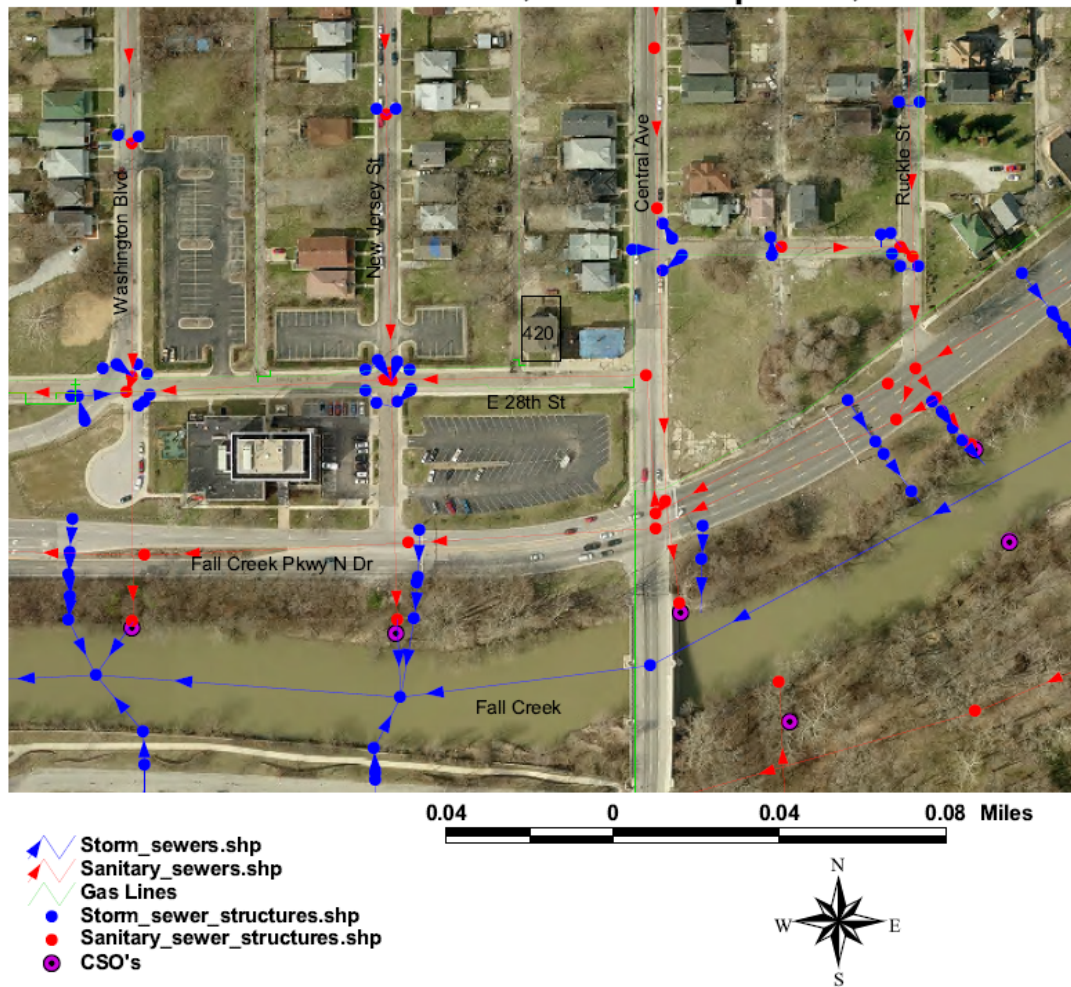 Washington Blvd
New Jersey St
Central Ave
Ruckle St
420
E 28th St
Fall Creek Pkwy N Dr
Fall Creek
0.04 0 0.04 0.08 Miles
Storm_sewers.shp
Sanitary_sewers.shp
Gas Lines
Storm_sewer_structures.shp
Sanitary_sewer_structures.shp
CSO's
N
W E
S